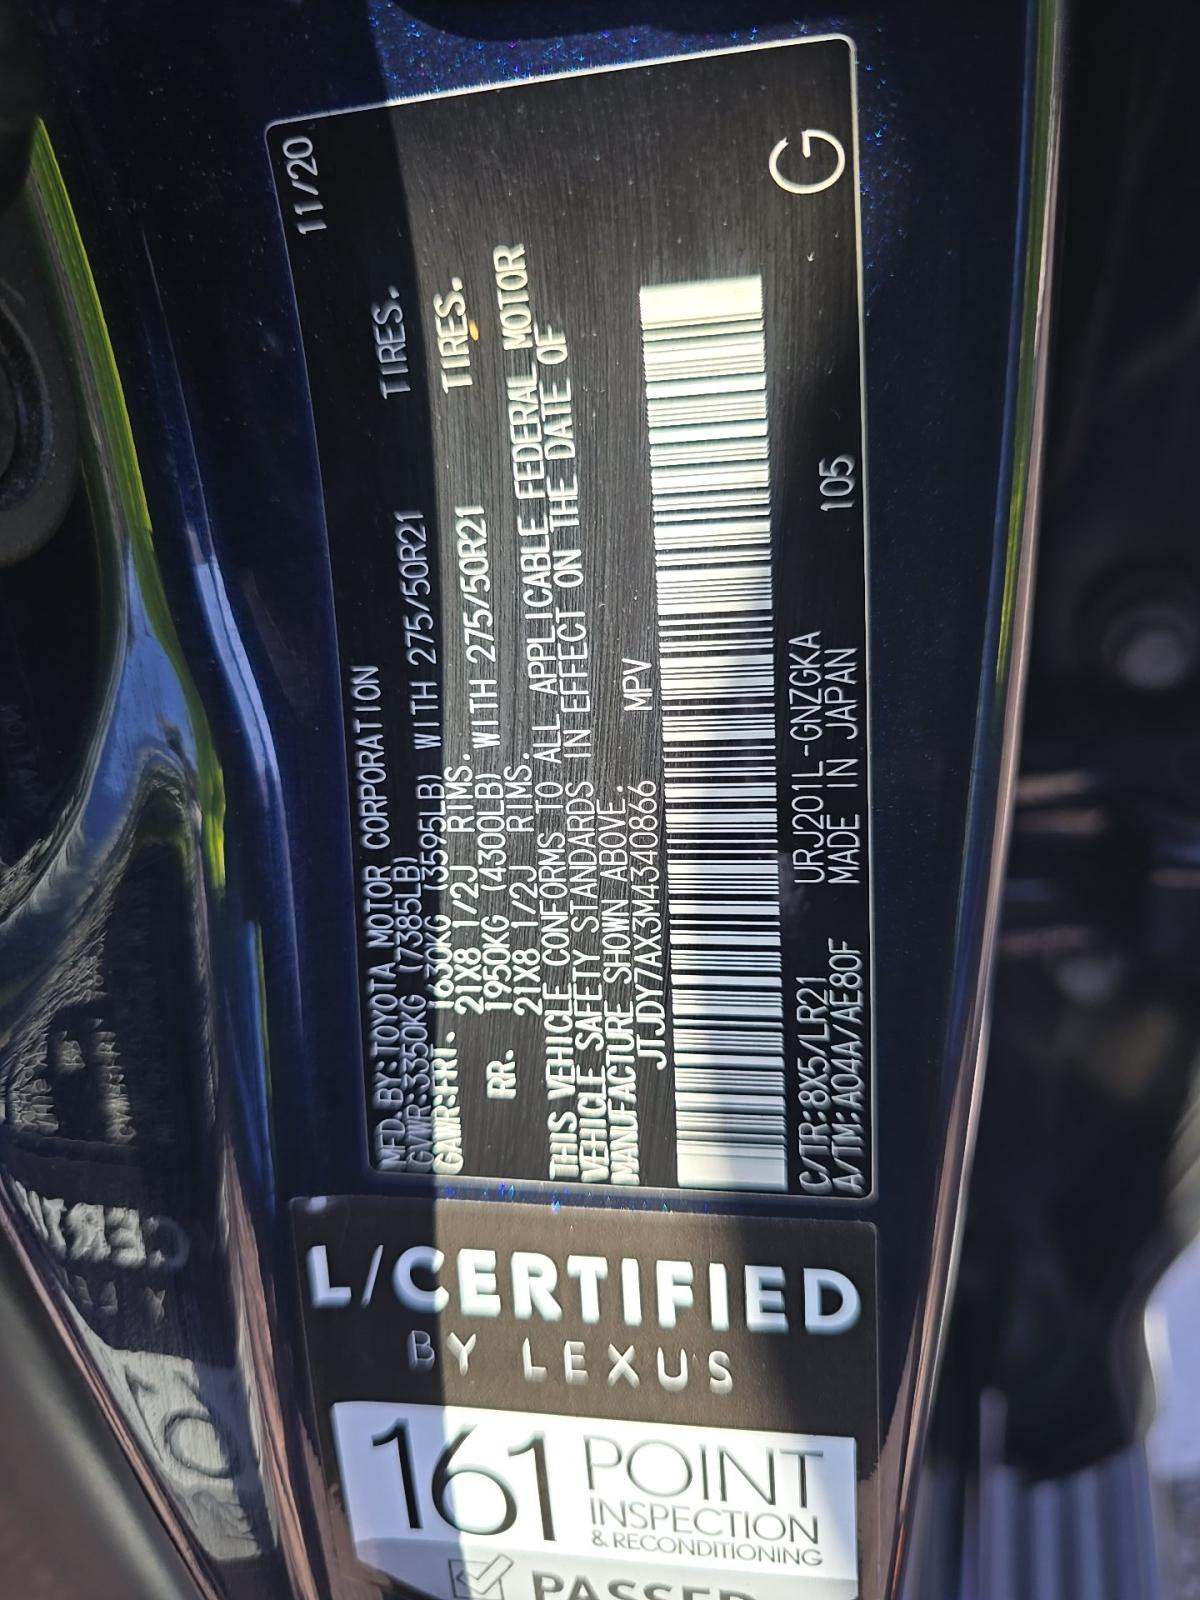 11/20
MFD. BY:TOYOTA MOTOR CORPORATION
GVWR:3350KG (7385LB)
GAWR:FRT. 1630KG (3595LB) WITH 275/50R21 TIRES.
21X8 1/2J RIMS.
RR. 1950KG (4300LB) WITH 275/50R21 TIRES.
21X8 1/2J RIMS.
THIS VEHICLE CONFORMS TO ALL APPLICABLE FEDERAL MOTOR
VEHICLE SAFETY STANDARDS IN EFFECT ON THE DATE OF
MANUFACTURE SHOWN ABOVE.
JTJDY7AX3M4340866 MPV
C/TR:8X5/LR21 URJ201L-GNZGKA
A/TM:A04A/AE80F MADE IN JAPAN 105
G
L/CERTIFIED
BY LEXUS
161 POINT
INSPECTION
& RECONDITIONING
PASSED